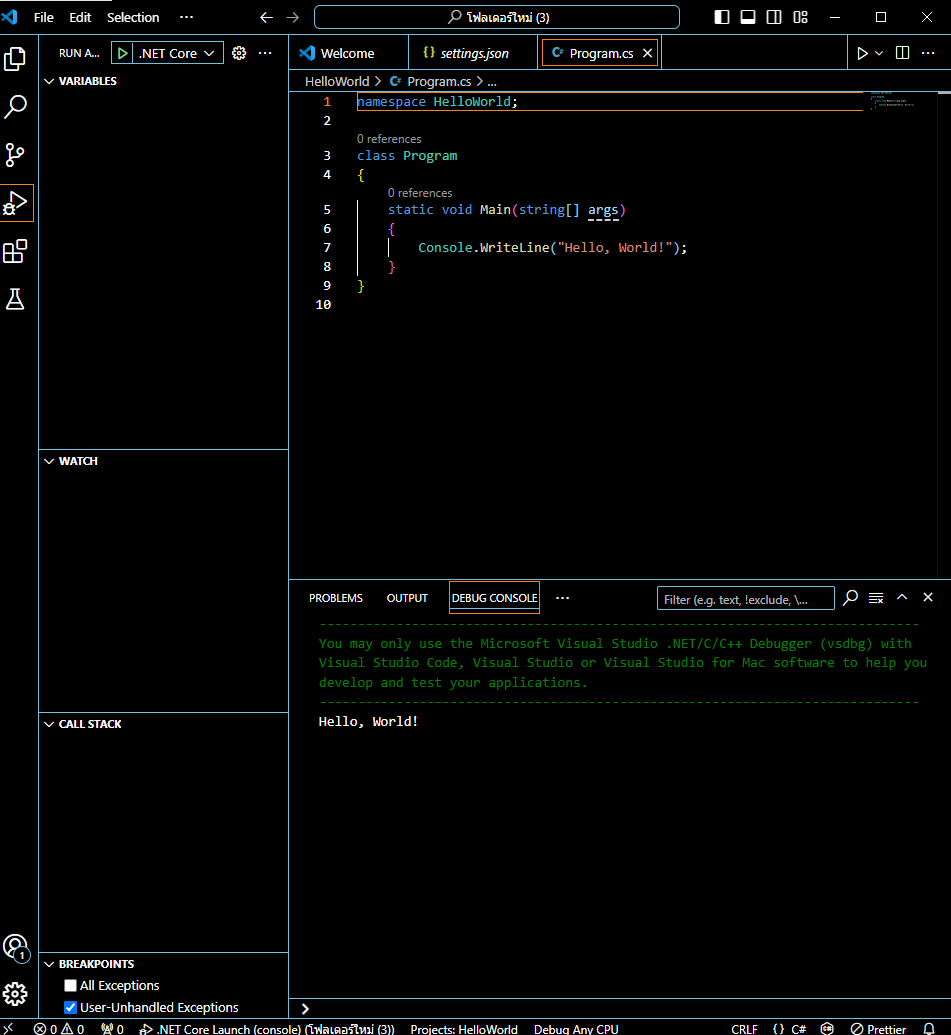 File Edit Selection ... โฟลเดอร์ใหม่ (3)
RUN A... .NET Core ...
Welcome {} settings.json C# Program.cs
VARIABLES
HelloWorld > C# Program.cs > ...
1 namespace HelloWorld;
2
0 references
3 class Program
4 {
0 references
5 static void Main(string[] args)
6 {
7 Console.WriteLine("Hello, World!");
8 }
9 }
10
WATCH
PROBLEMS OUTPUT DEBUG CONSOLE ... Filter (e.g. text, !exclude, \...
-------------------------------------------------------------------
You may only use the Microsoft Visual Studio .NET/C/C++ Debugger (vsdbg) with
Visual Studio Code, Visual Studio or Visual Studio for Mac software to help you
develop and test your applications.
-------------------------------------------------------------------
Hello, World!
CALL STACK
1
BREAKPOINTS
All Exceptions
User-Unhandled Exceptions
>
0 0 0 .NET Core Launch (console) (โฟลเดอร์ใหม่ (3)) Projects: HelloWorld Debug Any CPU CRLF {} C# Prettier